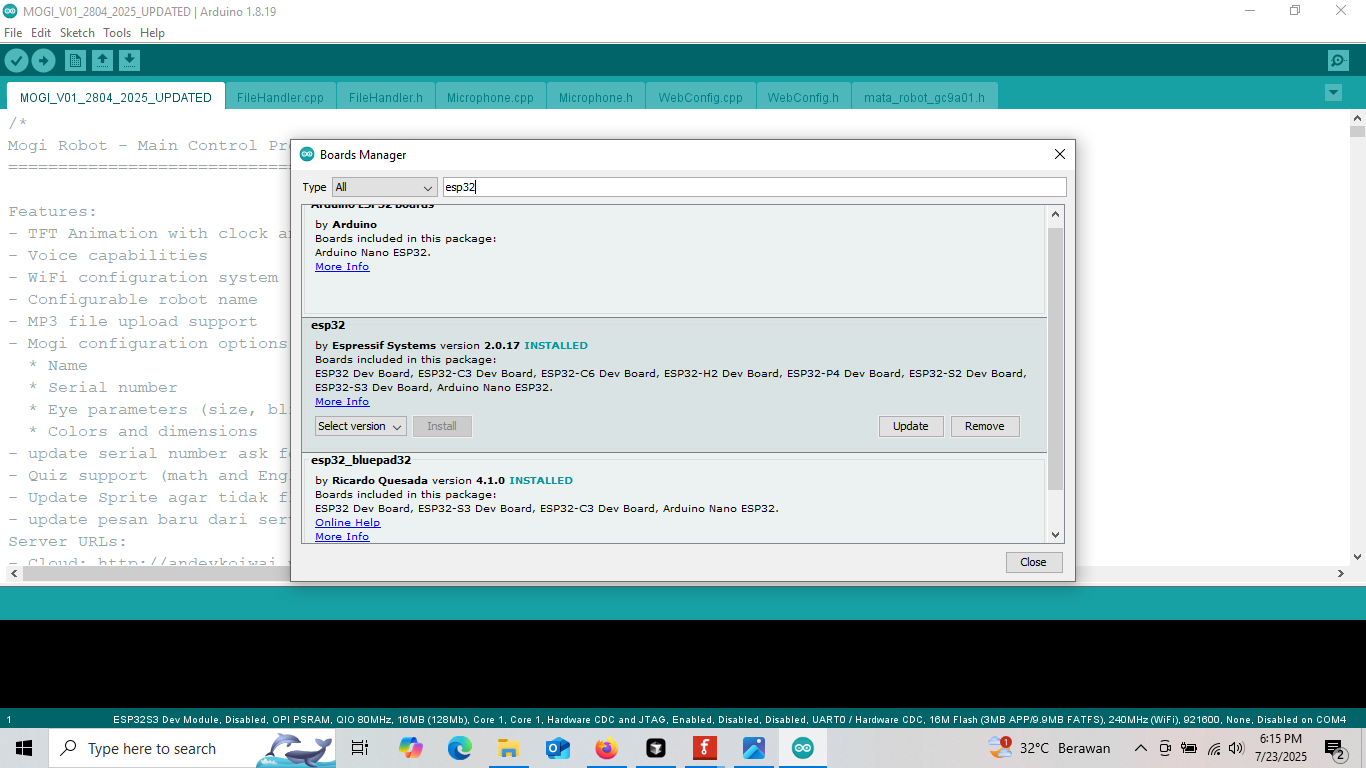 MOGI_V01_2804_2025_UPDATED | Arduino 1.8.19
File Edit Sketch Tools Help
MOGI_V01_2804_2025_UPDATED FileHandler.cpp FileHandler.h Microphone.cpp Microphone.h WebConfig.cpp WebConfig.h mata_robot_gc9a01.h
/*
Mogi Robot - Main Control
===========================
Features:
- TFT Animation with clock
- Voice capabilities
- WiFi configuration system
- Configurable robot name
- MP3 file upload support
- Mogi configuration options
* Name
* Serial number
* Eye parameters (size,
* Colors and dimensions
- update serial number ask
- Quiz support (math and
- Update Sprite agar tidak
- update pesan baru dari
Server URLs:
- Cloud: http://andevkoiwai.
Boards Manager
Type All esp32
Arduino ESP32 Boards
by Arduino
Boards included in this package:
Arduino Nano ESP32.
More Info
esp32
by Espressif Systems version 2.0.17 INSTALLED
Boards included in this package:
ESP32 Dev Board, ESP32-C3 Dev Board, ESP32-C6 Dev Board, ESP32-H2 Dev Board, ESP32-P4 Dev Board, ESP32-S2 Dev Board,
ESP32-S3 Dev Board, Arduino Nano ESP32.
More Info
Select version Install Update Remove
esp32_bluepad32
by Ricardo Quesada version 4.1.0 INSTALLED
Boards included in this package:
ESP32 Dev Board, ESP32-S3 Dev Board, ESP32-C3 Dev Board, Arduino Nano ESP32.
Online Help
More Info
Close
1 ESP32S3 Dev Module, Disabled, OPI PSRAM, QIO 80MHz, 16MB (128Mb), Core 1, Core 1, Hardware CDC and JTAG, Enabled, Disabled, Disabled, UART0 / Hardware CDC, 16M Flash (3MB APP/9.9MB FATFS), 240MHz (WiFi), 921600, None, Disabled on COM4
Type here to search 1 32°C Berawan 6:15 PM
7/23/2025 2